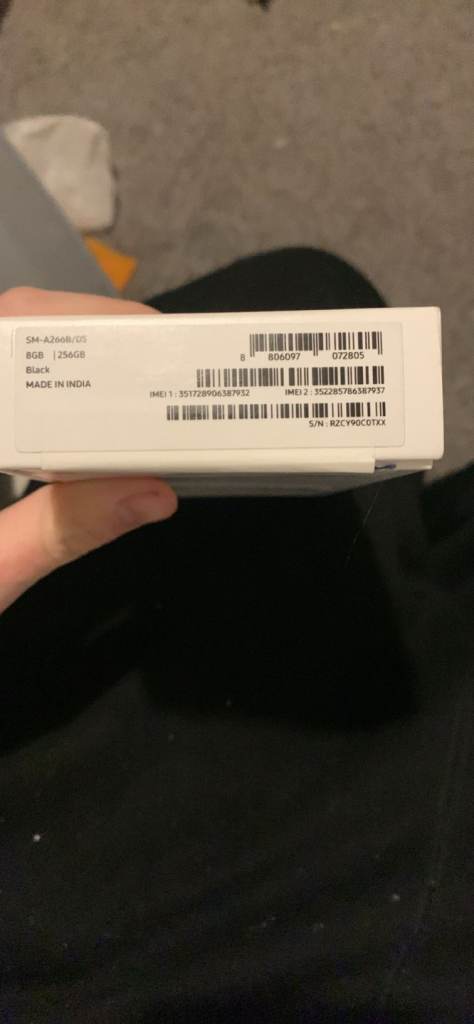 SM-A266B/DS
8GB | 256GB
Black
MADE IN INDIA
8 806097 072805
IMEI 1 : 351728906387932 IMEI 2 : 352285786387937
S/N : RZCY90C0TXX